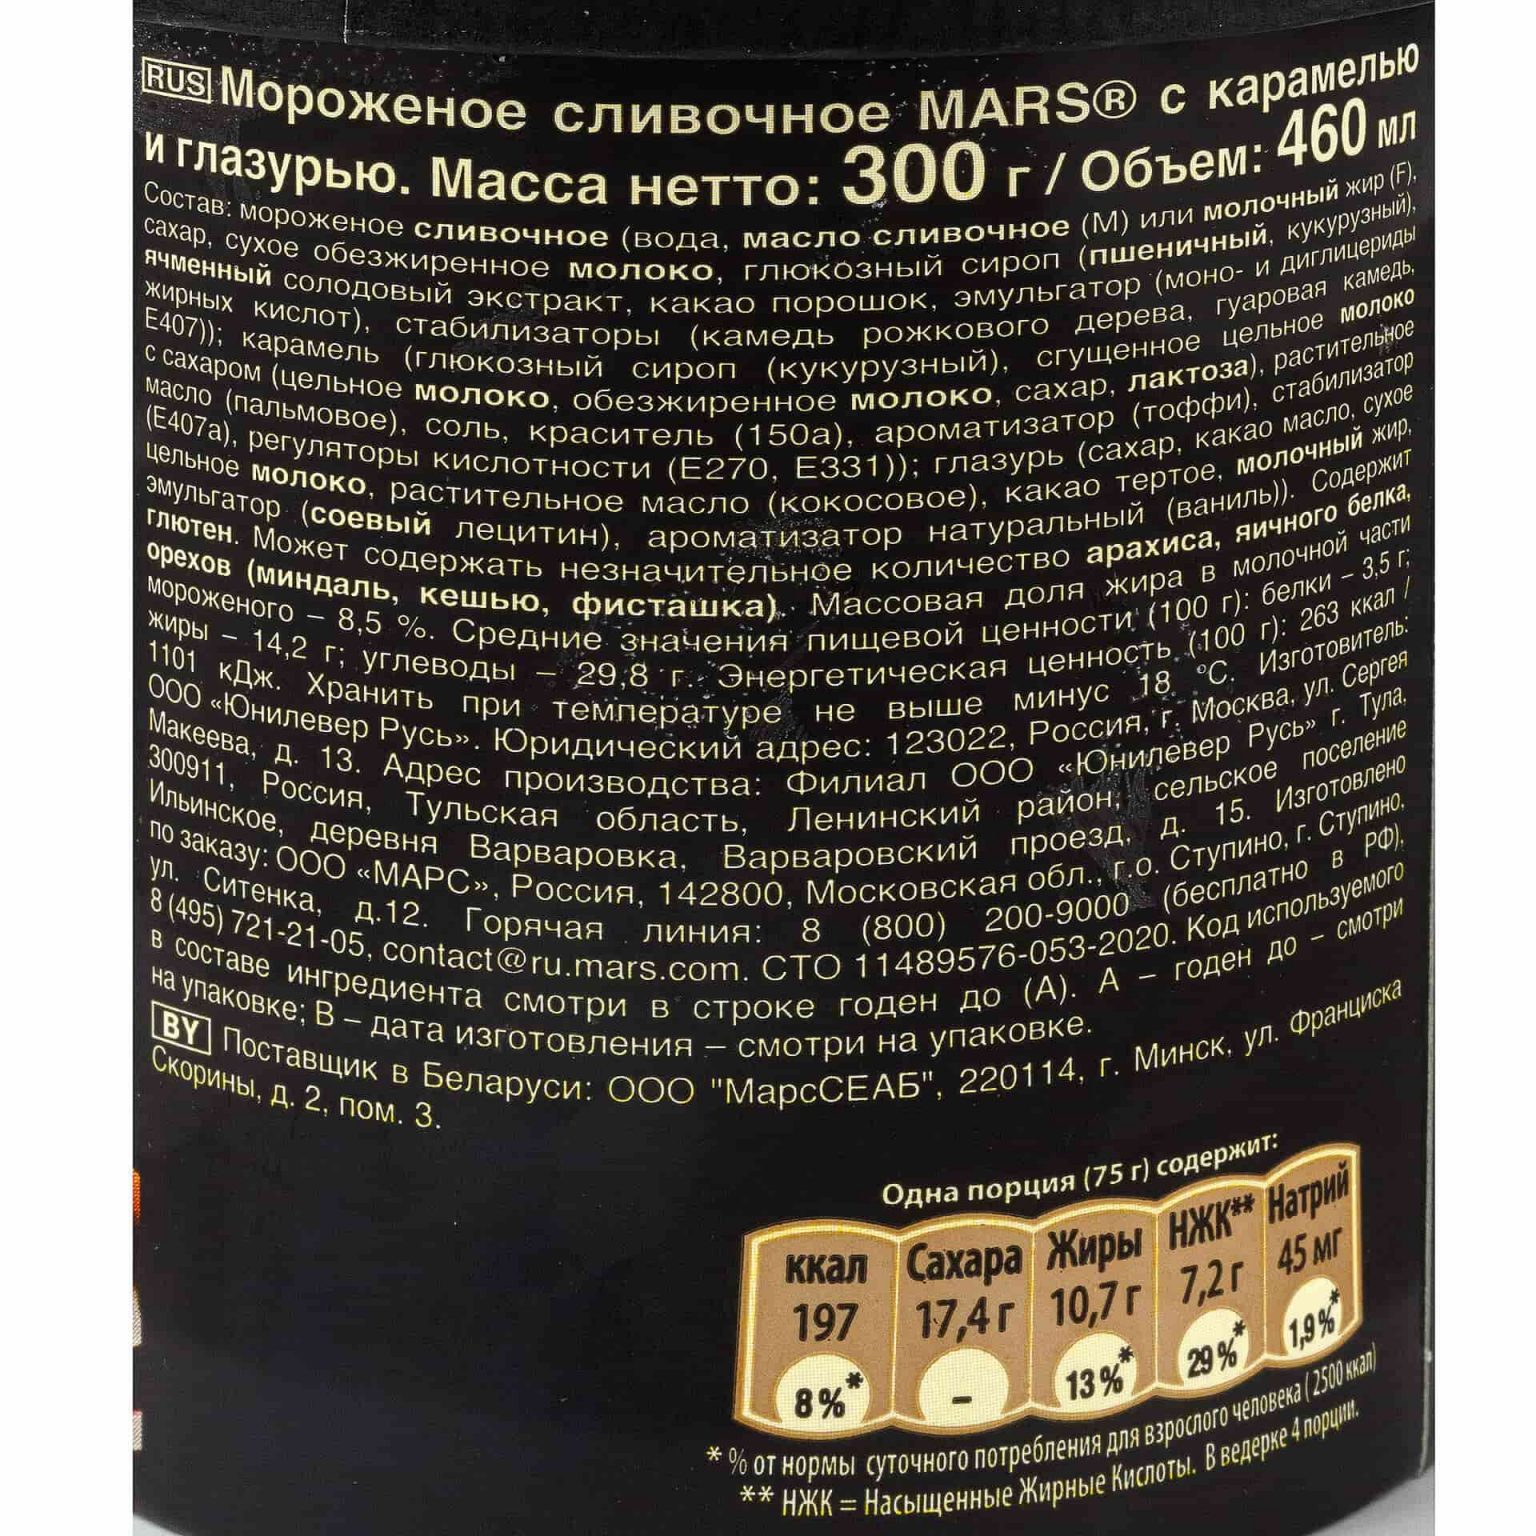 RUS Мороженое сливочное MARS® с карамелью
и глазурью. Масса нетто: 300 г / Объем: 460 мл
Состав: мороженое сливочное (вода, масло сливочное (M) или молочный жир (F),
сахар, сухое обезжиренное молоко, глюкозный сироп (пшеничный, кукурузный),
ячменный солодовый экстракт, какао порошок, эмульгатор (моно- и диглицериды
жирных кислот), стабилизаторы (камедь рожкового дерева, гуаровая камедь,
E407)); карамель (глюкозный сироп (кукурузный), сгущенное цельное молоко
с сахаром (цельное молоко, обезжиренное молоко, сахар, лактоза), растительное
масло (пальмовое), соль, краситель (150a), ароматизатор (тоффи), стабилизатор
(E407a), регуляторы кислотности (E270, E331)); глазурь (сахар, какао масло, сухое
цельное молоко, растительное масло (кокосовое), какао тертое, молочный жир,
эмульгатор (соевый лецитин), ароматизатор натуральный (ваниль)). Содержит
глютен. Может содержать незначительное количество арахиса, яичного белка,
орехов (миндаль, кешью, фисташка). Массовая доля жира в молочной части
мороженого – 8,5 %. Средние значения пищевой ценности (100 г): белки – 3,5 г;
жиры – 14,2 г; углеводы – 29,8 г. Энергетическая ценность (100 г): 263 ккал /
1101 кДж. Хранить при температуре не выше минус 18 °C. Изготовитель:
ООО «Юнилевер Русь». Юридический адрес: 123022, Россия, г. Москва, ул. Сергея
Макеева, д. 13. Адрес производства: Филиал ООО «Юнилевер Русь» г. Тула,
300911, Россия, Тульская область, Ленинский район, сельское поселение
Ильинское, деревня Варваровка, Варваровский проезд, д. 15. Изготовлено
по заказу: ООО «МАРС», Россия, 142800, Московская обл., г.о. Ступино, г. Ступино,
ул. Ситенка, д.12. Горячая линия: 8 (800) 200-9000 (бесплатно в РФ),
8 (495) 721-21-05, contact@ru.mars.com. СТО 11489576-053-2020. Код используемого
в составе ингредиента смотри в строке годен до (A). A – годен до – смотри
на упаковке; B – дата изготовления – смотри на упаковке.
BY Поставщик в Беларуси: ООО "МарсСЕАБ", 220114, г. Минск, ул. Франциска
Скорины, д. 2, пом. 3.
Одна порция (75 г) содержит:
ккал Сахара Жиры НЖК** Натрий
197 17,4 г 10,7 г 7,2 г 45 мг
8 %* – 13 %* 29 %* 1,9 %*
* % от нормы суточного потребления для взрослого человека ( 2500 ккал)
** НЖК = Насыщенные Жирные Кислоты. В ведерке 4 порции.